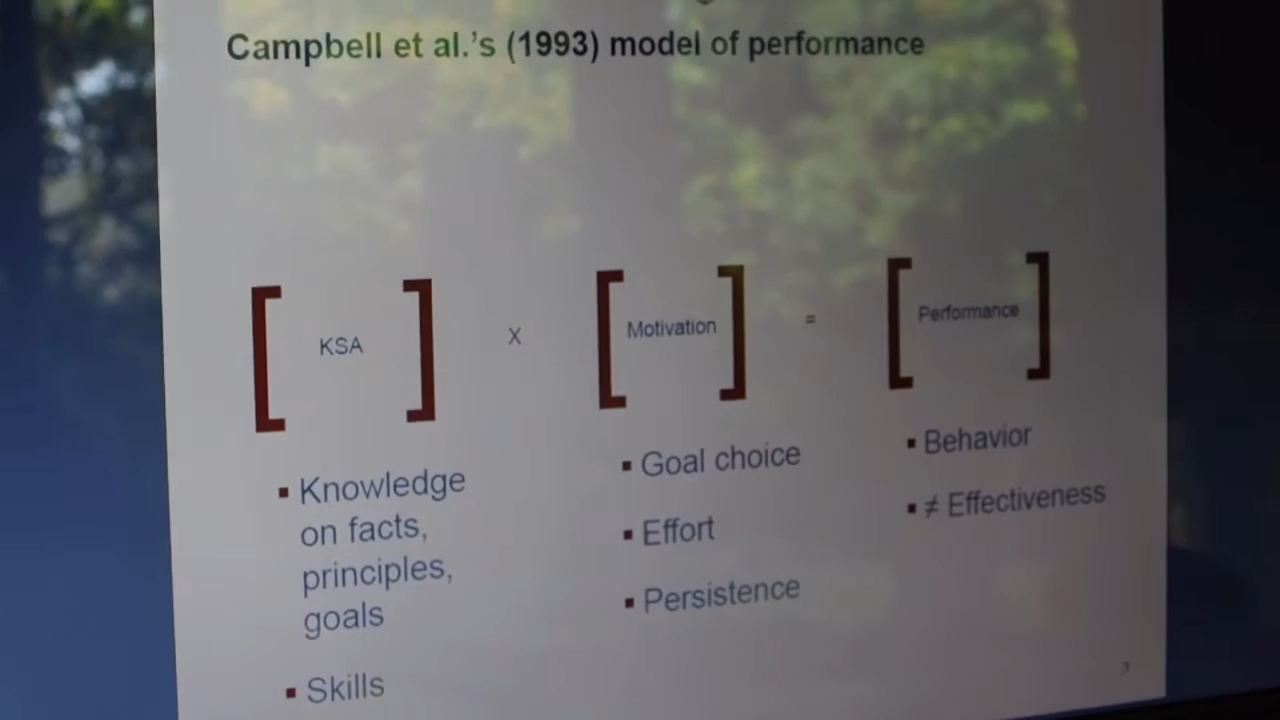 Campbell et al.'s (1993) model of performance
KSA
X
Motivation
=
Performance
▪ Knowledge
on facts,
principles,
goals
▪ Skills
▪ Goal choice
▪ Effort
▪ Persistence
▪ Behavior
▪ ≠ Effectiveness